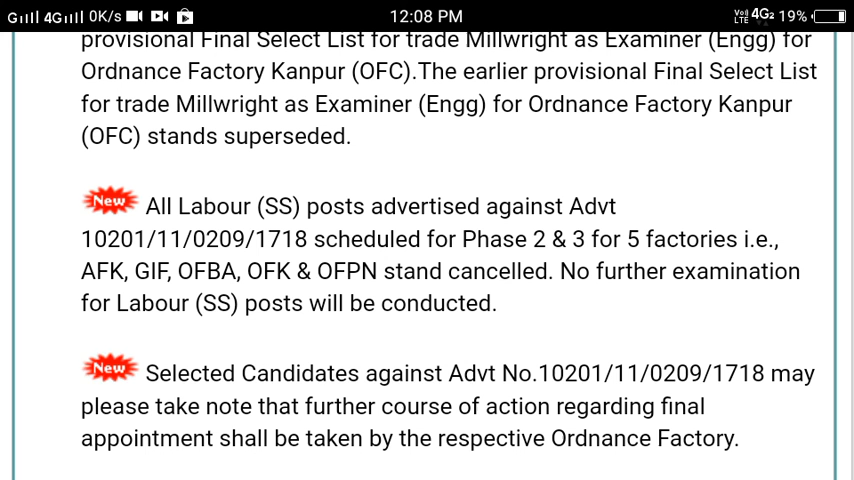 4G 0K/s 12:08 PM VoII LTE 4G2 19%
provisional Final Select List for trade Millwright as Examiner (Engg) for
Ordnance Factory Kanpur (OFC).The earlier provisional Final Select List
for trade Millwright as Examiner (Engg) for Ordnance Factory Kanpur
(OFC) stands superseded.
New All Labour (SS) posts advertised against Advt
10201/11/0209/1718 scheduled for Phase 2 & 3 for 5 factories i.e.,
AFK, GIF, OFBA, OFK & OFPN stand cancelled. No further examination
for Labour (SS) posts will be conducted.
New Selected Candidates against Advt No.10201/11/0209/1718 may
please take note that further course of action regarding final
appointment shall be taken by the respective Ordnance Factory.